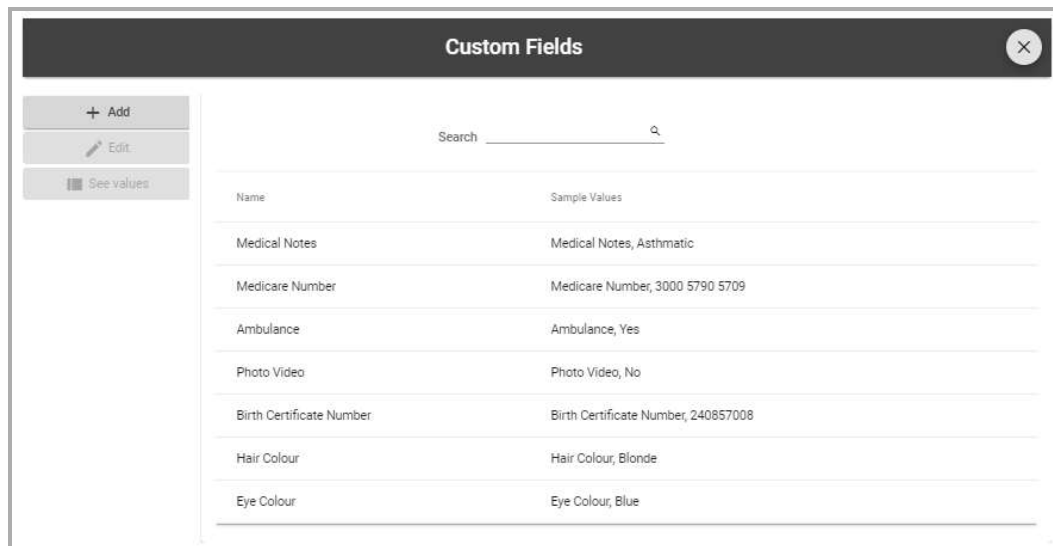 Custom Fields
+ Add
Edit
See values
Search
Name Sample Values
Medical Notes Medical Notes, Asthmatic
Medicare Number Medicare Number, 3000 5790 5709
Ambulance Ambulance, Yes
Photo Video Photo Video, No
Birth Certificate Number Birth Certificate Number, 240857008
Hair Colour Hair Colour, Blonde
Eye Colour Eye Colour, Blue